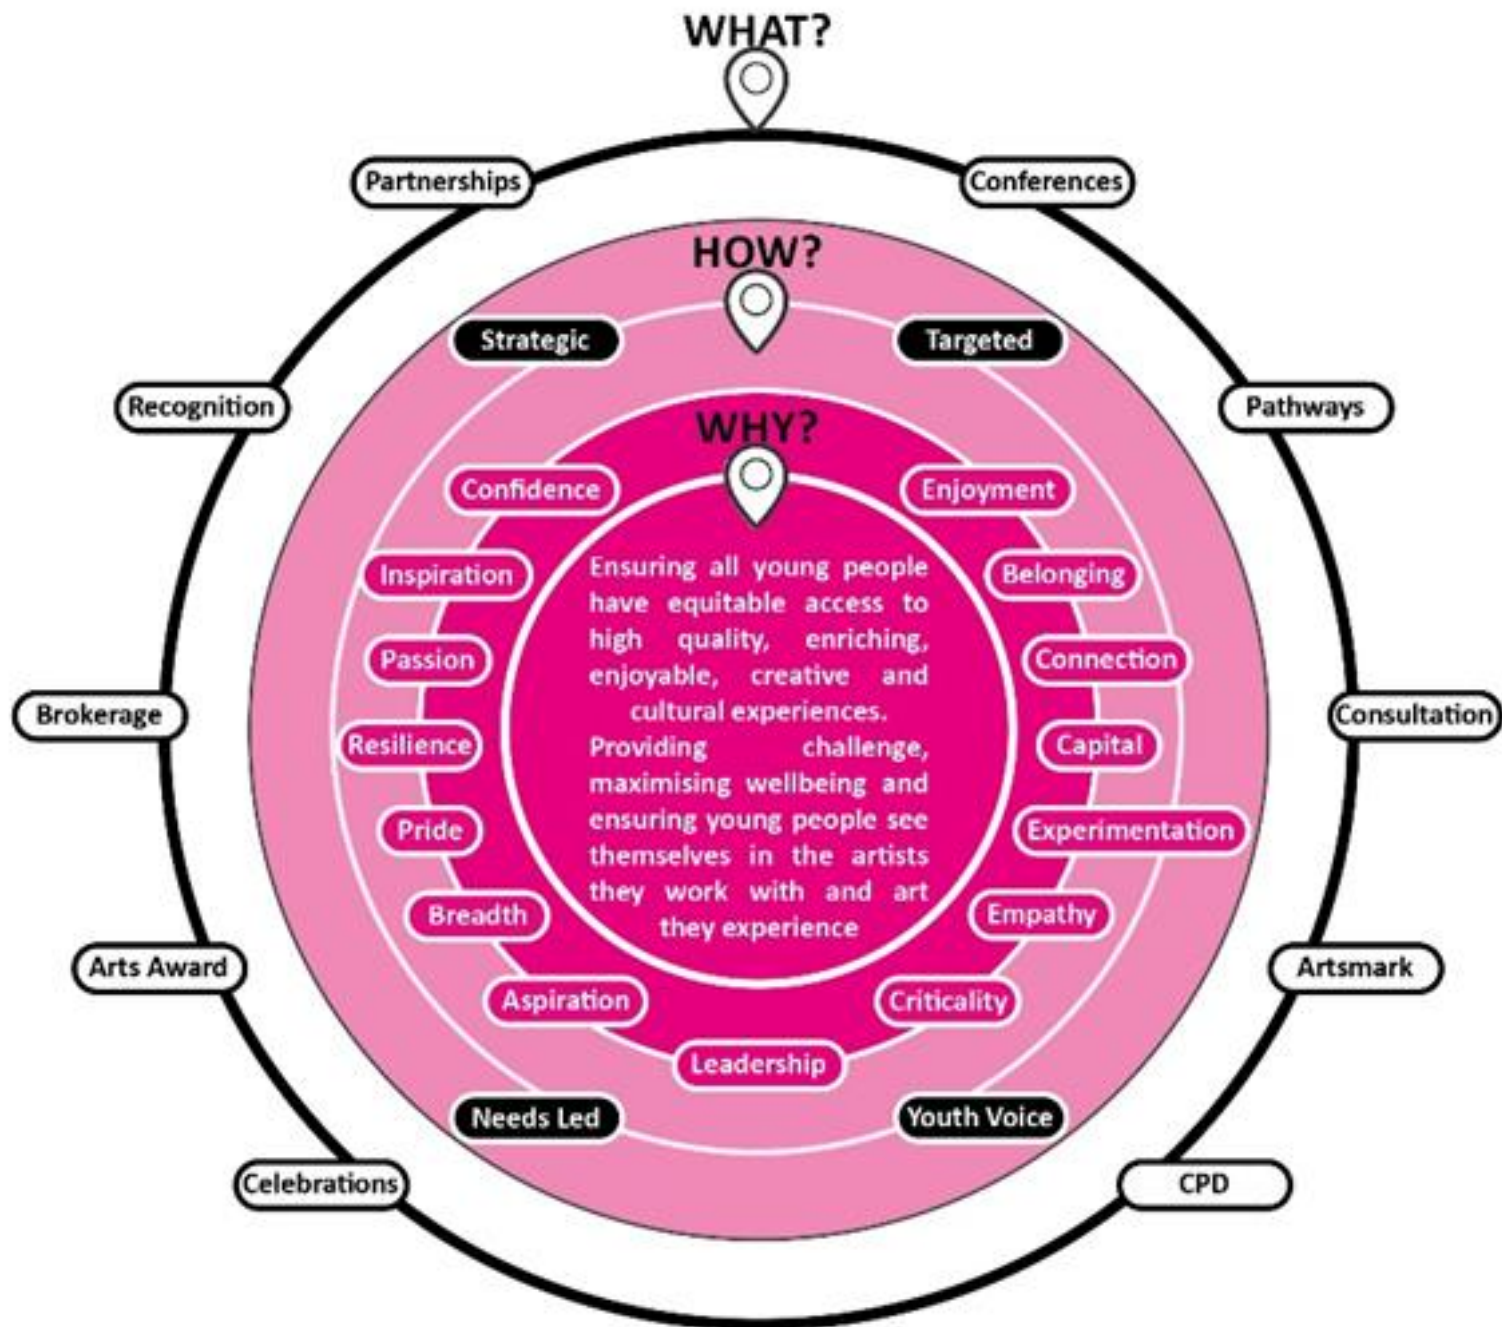 WHAT?
Partnerships
Conferences
HOW?
Strategic
Targeted
Recognition
Pathways
WHY?
Confidence
Enjoyment
Inspiration
Belonging
Ensuring all young people
have equitable access to
high quality, enriching,
enjoyable, creative and
cultural experiences.
Providing challenge,
maximising wellbeing and
ensuring young people see
themselves in the artists
they work with and art
they experience
Passion
Connection
Brokerage
Consultation
Resilience
Capital
Pride
Experimentation
Breadth
Empathy
Arts Award
Artsmark
Aspiration
Criticality
Leadership
Needs Led
Youth Voice
Celebrations
CPD